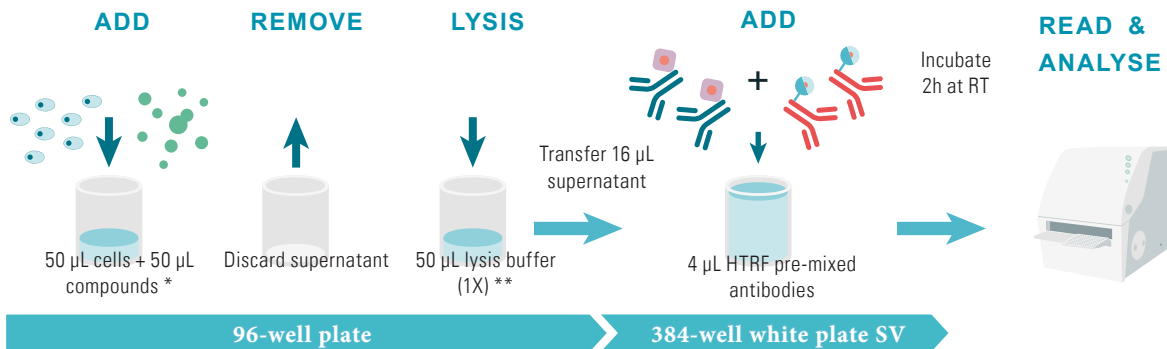 ADD
REMOVE
LYSIS
ADD
READ &
ANALYSE
Incubate
2h at RT
+
Transfer 16 µL
supernatant
50 µL cells + 50 µL
compounds *
Discard supernatant
50 µL lysis buffer
(1X) **
4 µL HTRF pre-mixed
antibodies
96-well plate
384-well white plate SV